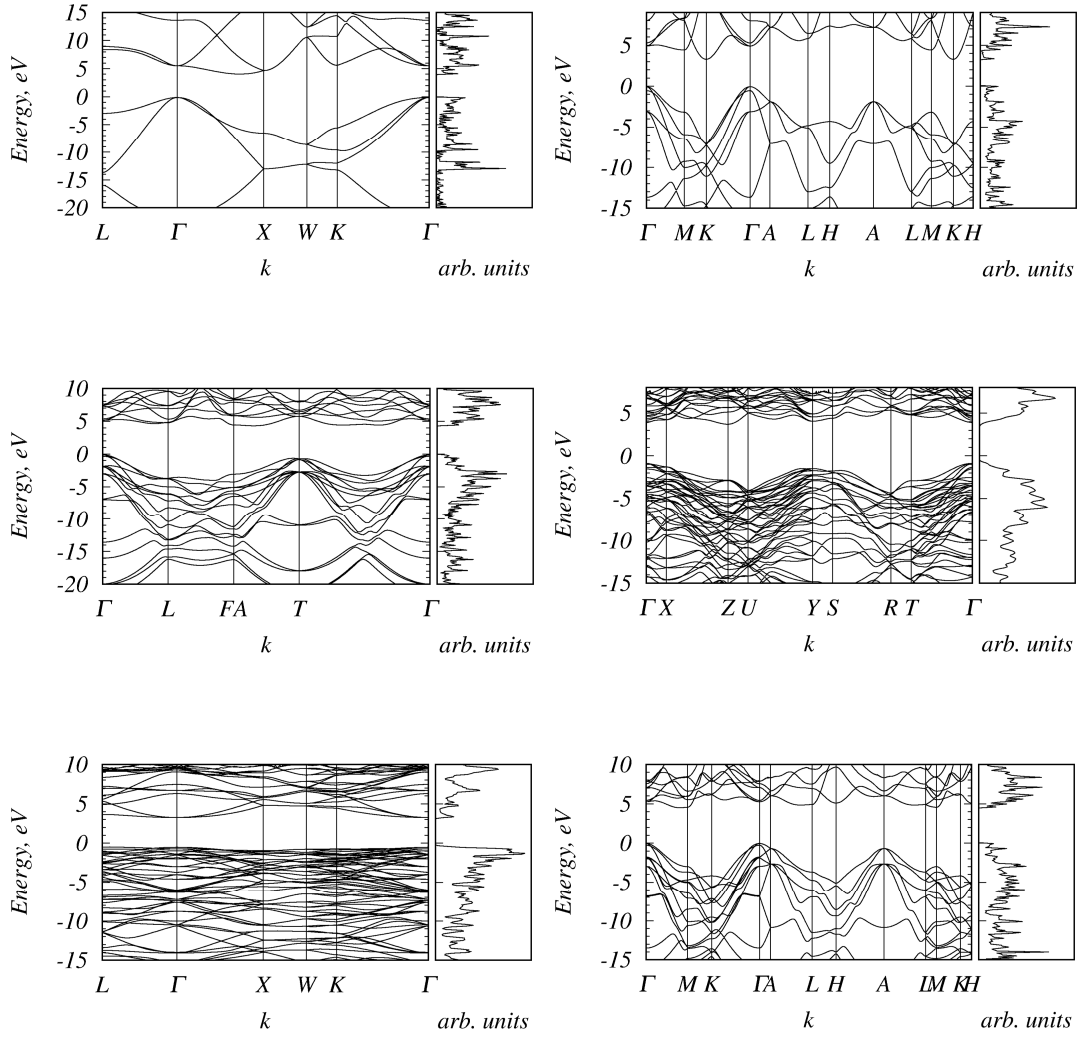 15
10
5
0
-5
-10
-15
-20
Energy, eV
L Γ X W K Γ
k
arb. units
5
0
-5
-10
-15
Energy, eV
Γ M K Γ A L H A L M K H
k
arb. units
10
5
0
-5
-10
-15
-20
Energy, eV
Γ L F A T Γ
k
arb. units
5
0
-5
-10
-15
Energy, eV
Γ X Z U Y S R T Γ
k
arb. units
10
5
0
-5
-10
-15
Energy, eV
L Γ X W K Γ
k
arb. units
10
5
0
-5
-10
-15
Energy, eV
Γ M K Γ A L H A L M K H
k
arb. units